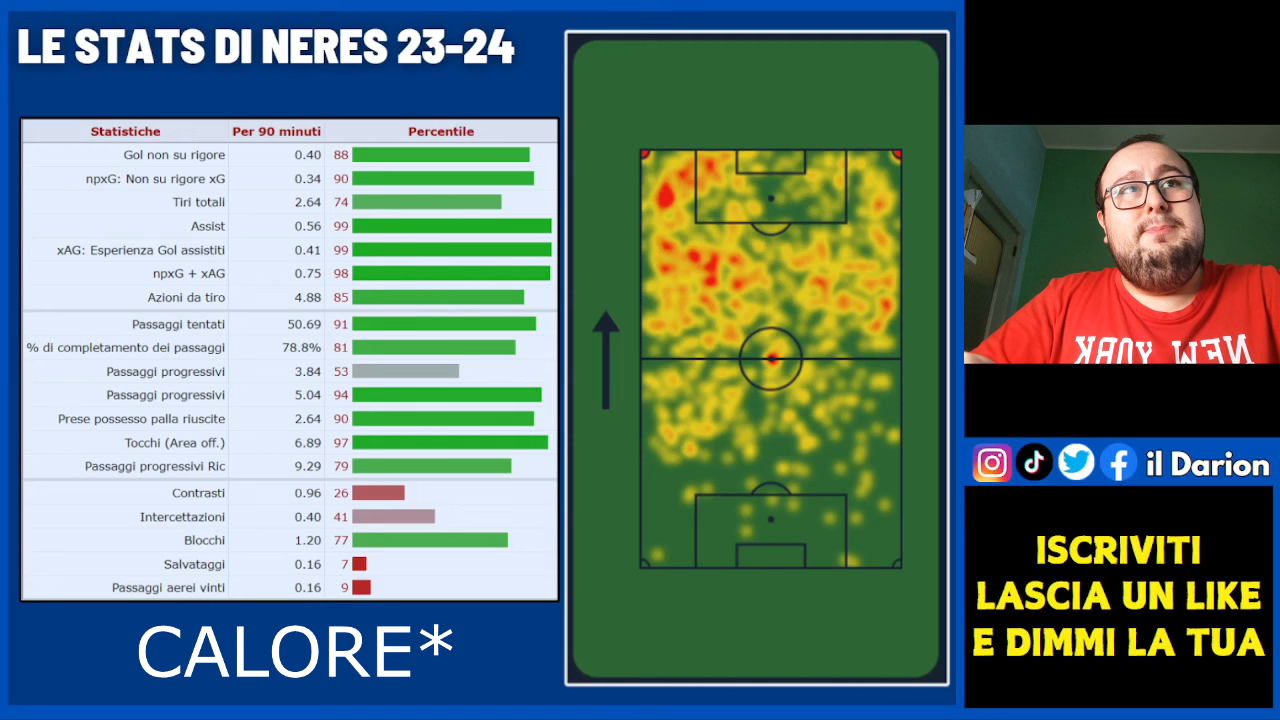 LE STATS DI NERES 23-24
Statistiche Per 90 minuti Percentile
Gol non su rigore 0.40 88
npxG: Non su rigore xG 0.34 90
Tiri totali 2.64 74
Assist 0.56 99
xAG: Esperienza Gol assistiti 0.41 99
npxG + xAG 0.75 98
Azioni da tiro 4.88 85
Passaggi tentati 50.69 91
% di completamento dei passaggi 78.8% 81
Passaggi progressivi 3.84 53
Passaggi progressivi 5.04 94
Prese possesso palla riuscite 2.64 90
Tocchi (Area off.) 6.89 97
Passaggi progressivi Ric 9.29 79
Contrasti 0.96 26
Intercettazioni 0.40 41
Blocchi 1.20 77
Salvataggi 0.16 7
Passaggi aerei vinti 0.16 9
CALORE*
NEW YORK
il Darion
ISCRIVITI
LASCIA UN LIKE
E DIMMI LA TUA